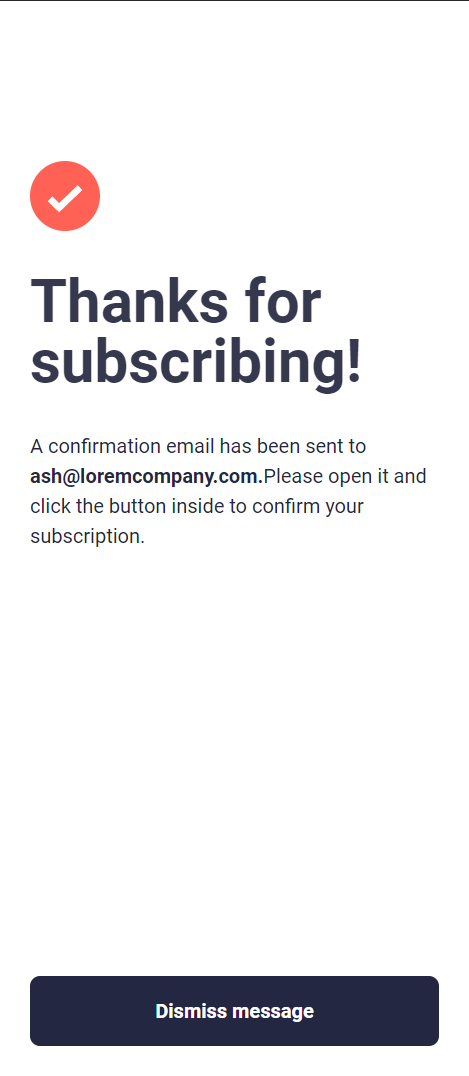 Thanks for
subscribing!
A confirmation email has been sent to
ash@loremcompany.com.Please open it and
click the button inside to confirm your
subscription.
Dismiss message